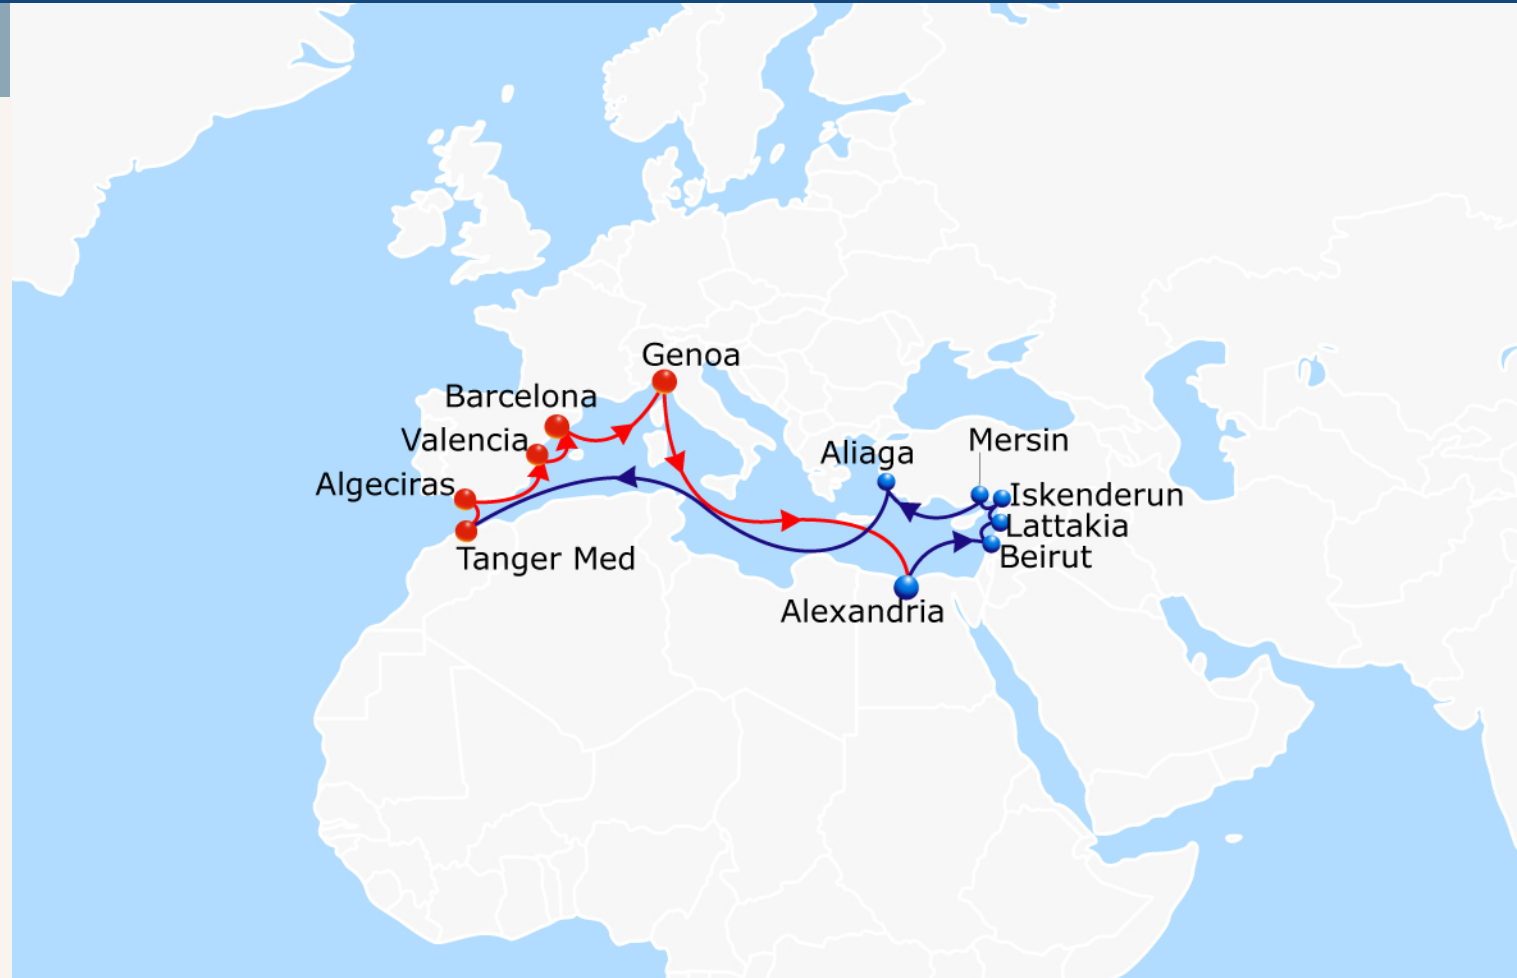 Genoa
Barcelona
Valencia
Algeciras
Tanger Med
Aliaga
Mersin
Iskenderun
Lattakia
Beirut
Alexandria